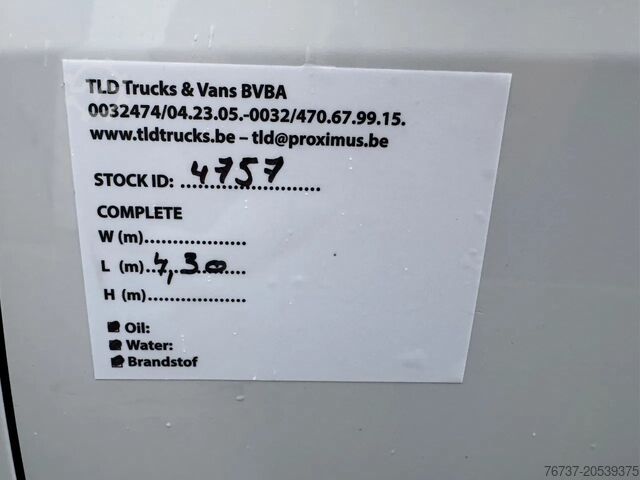 TLD Trucks & Vans BVBA
0032474/04.23.05.-0032/470.67.99.15.
www.tldtrucks.be – tld@proximus.be
STOCK ID: ...4757..........
COMPLETE
W (m)...................
L (m)..4,30....
H (m)..................
Oil:
Water:
Brandstof
76737-20539375